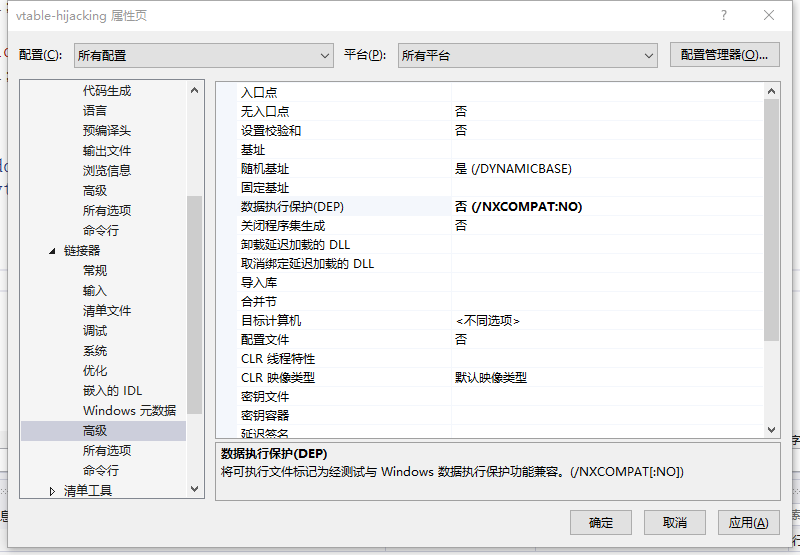 vtable-hijacking 属性页
配置(C): 所有配置 平台(P): 所有平台 配置管理器(O)...
代码生成
语言
预编译头
输出文件
浏览信息
高级
所有选项
命令行
链接器
常规
输入
清单文件
调试
系统
优化
嵌入的 IDL
Windows 元数据
高级
所有选项
命令行
清单工具
入口点
无入口点 否
设置校验和 否
基址
随机基址 是 (/DYNAMICBASE)
固定基址
数据执行保护(DEP) 否 (/NXCOMPAT:NO)
关闭程序集生成 否
卸载延迟加载的 DLL
取消绑定延迟加载的 DLL
导入库
合并节
目标计算机 <不同选项>
配置文件 否
CLR 线程特性
CLR 映像类型 默认映像类型
密钥文件
密钥容器
延迟签名
数据执行保护(DEP)
将可执行文件标记为经测试与 Windows 数据执行保护功能兼容。(/NXCOMPAT[:NO])
确定 取消 应用(A)